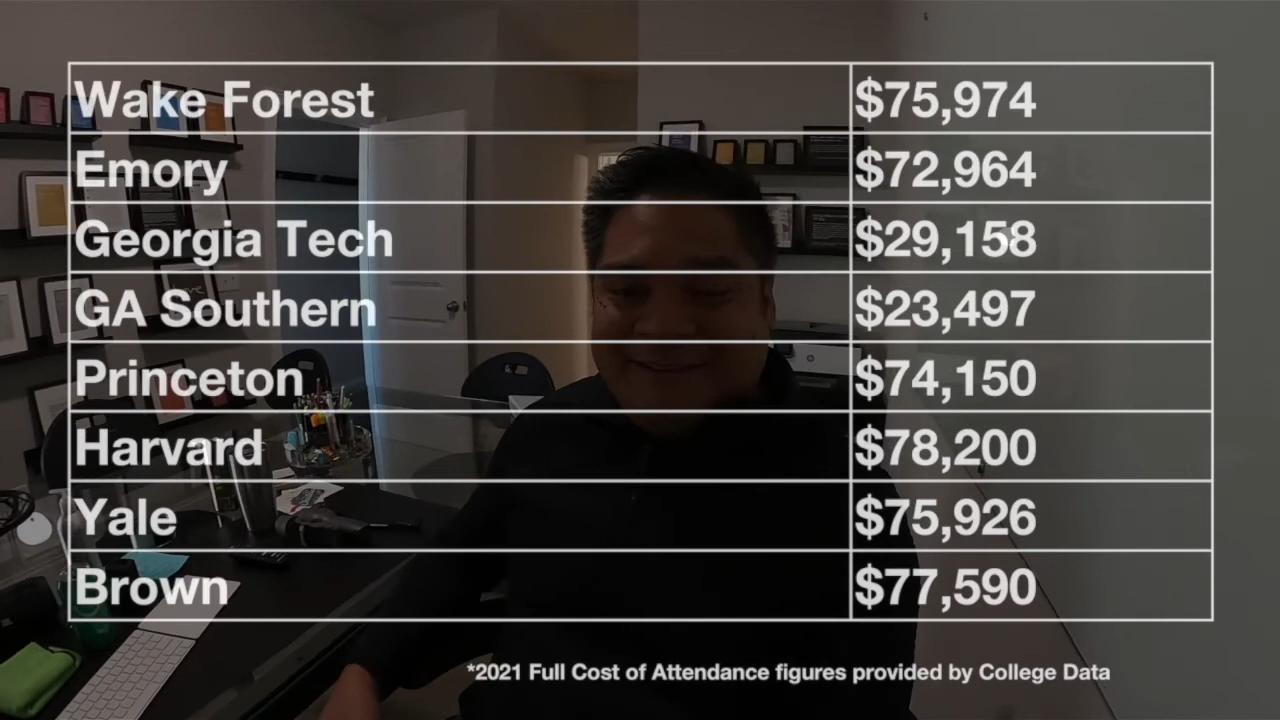 Wake Forest $75,974
Emory $72,964
Georgia Tech $29,158
GA Southern $23,497
Princeton $74,150
Harvard $78,200
Yale $75,926
Brown $77,590
*2021 Full Cost of Attendance figures provided by College Data